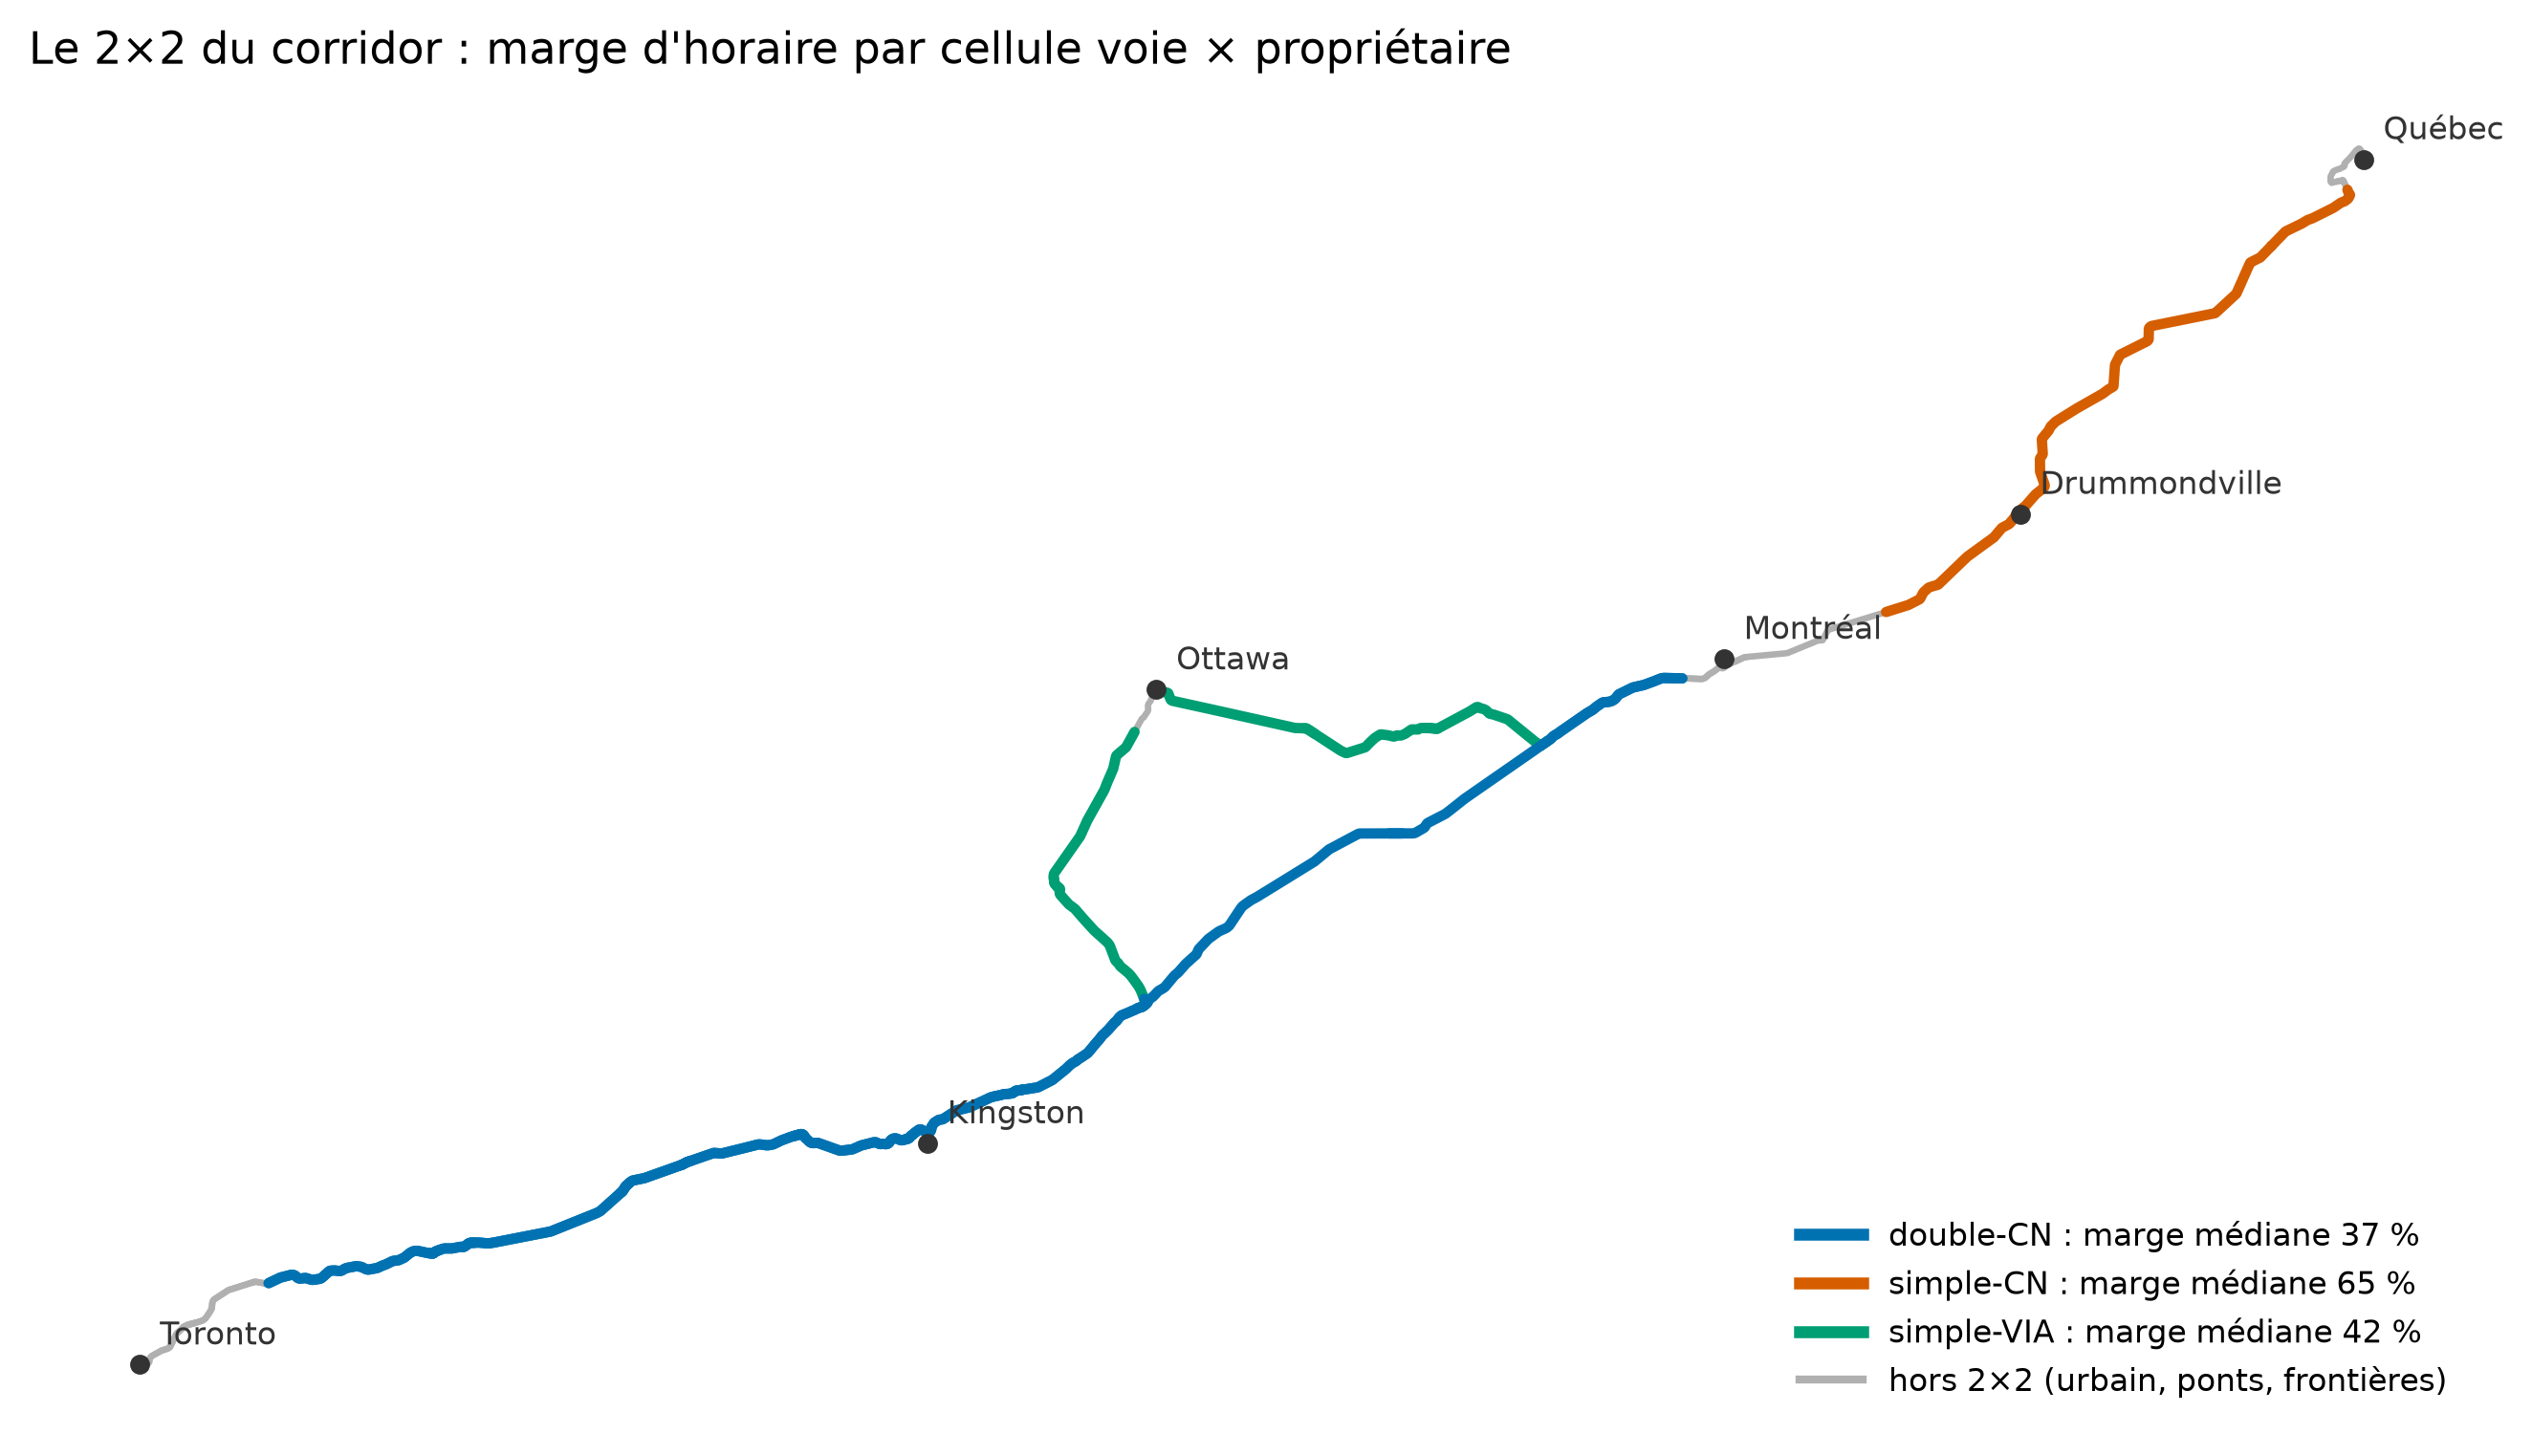 Le 2×2 du corridor : marge d'horaire par cellule voie × propriétaire
Québec
Drummondville
Montréal
Ottawa
Kingston
Toronto
double-CN : marge médiane 37 %
simple-CN : marge médiane 65 %
simple-VIA : marge médiane 42 %
hors 2×2 (urbain, ponts, frontières)